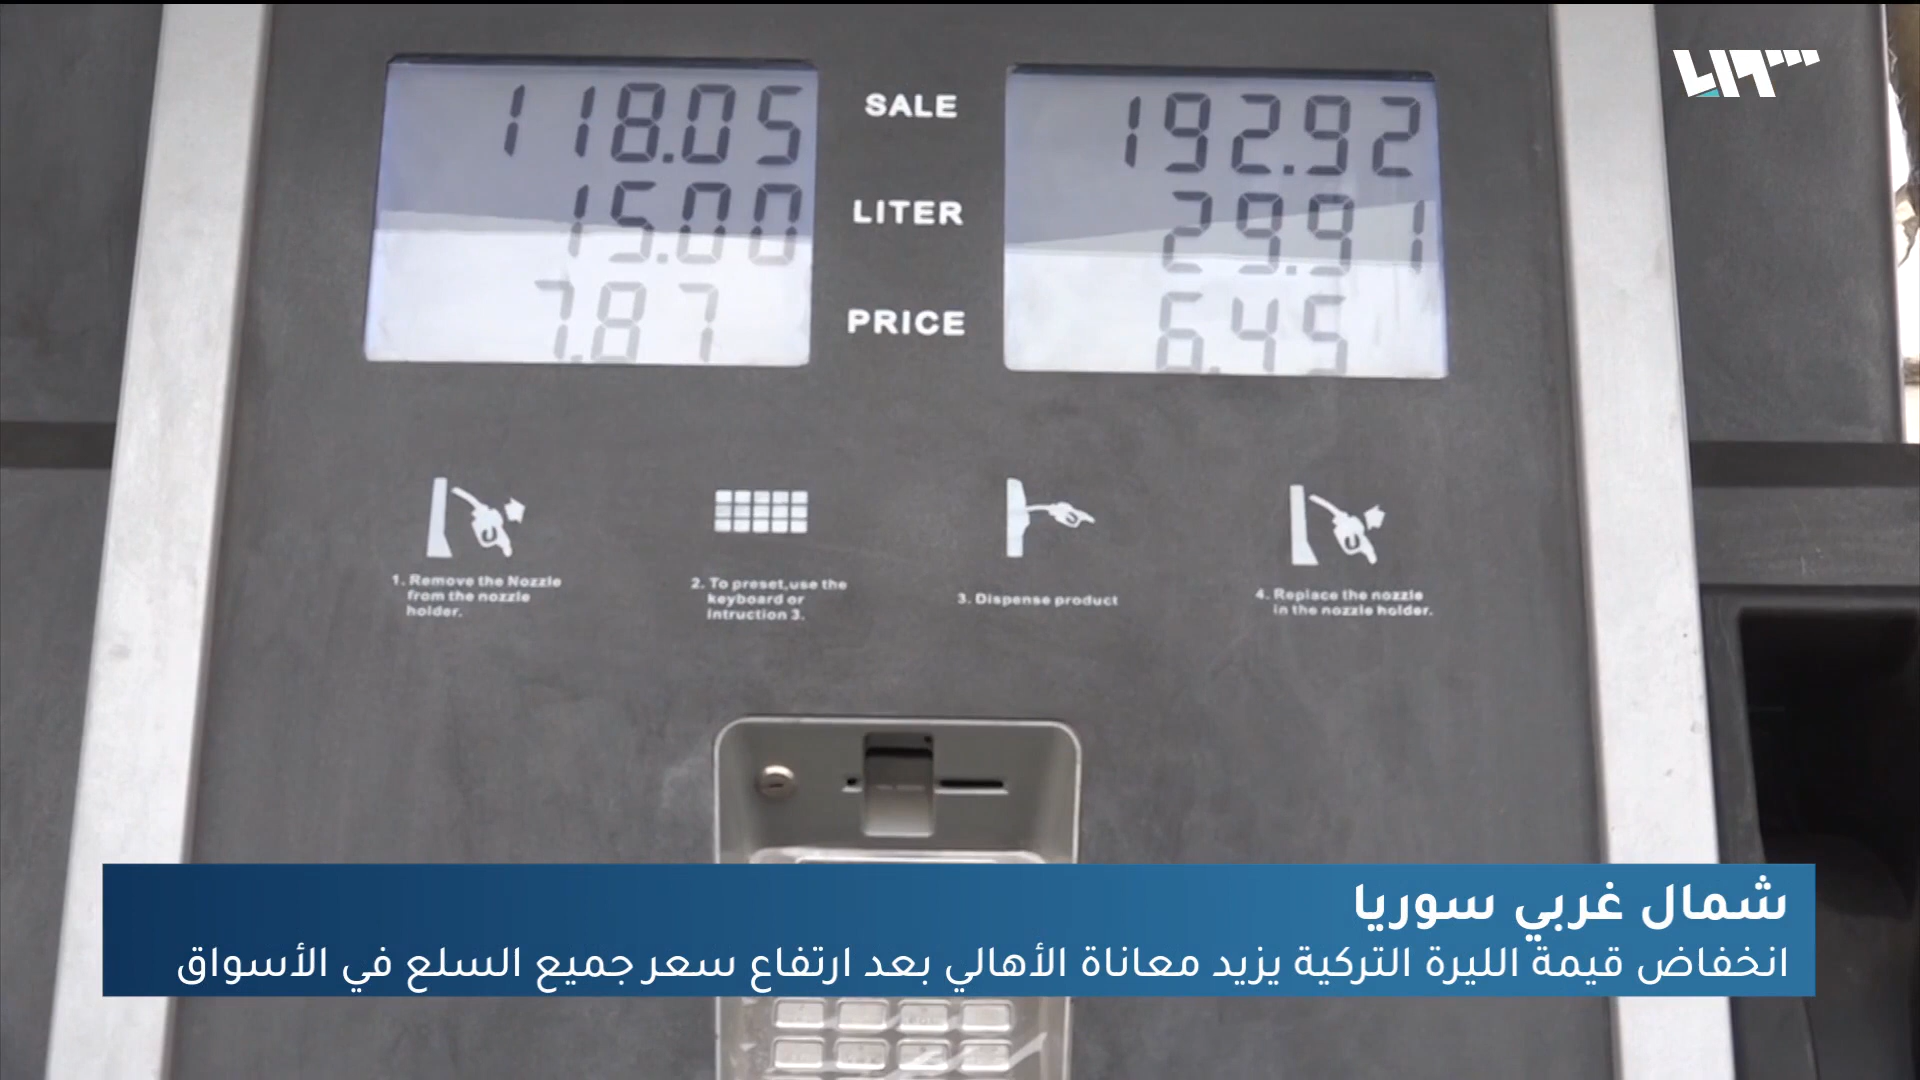 118.05
SALE
192.92
15.00
LITER
29.91
7.87
PRICE
6.45
1. Remove the Nozzle
from the nozzle
holder.
2. To preset,use the
keyboard or
Intruction 3.
3. Dispense product
4. Replace the nozzle
in the nozzle holder.
شمال غربي سوريا
انخفاض قيمة الليرة التركية يزيد معاناة الأهالي بعد ارتفاع سعر جميع السلع في الأسواق